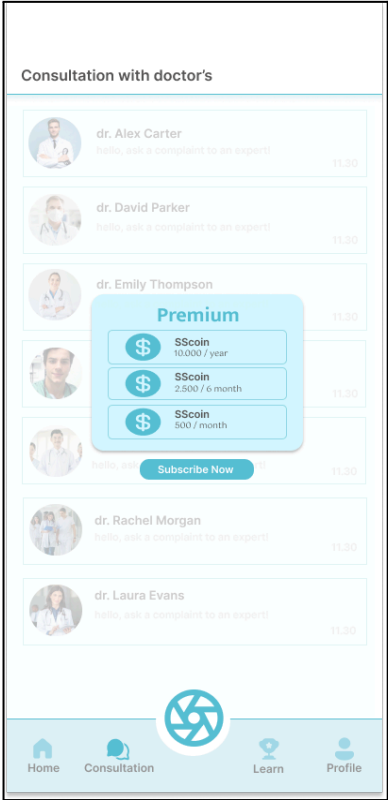 Consultation with doctor's
dr. Alex Carter
hello, ask a complaint to an expert!
11.30
dr. David Parker
hello, ask a complaint to an expert!
11.30
dr. Emily Thompson
11.30
Premium
SScoin
10.000 / year
SScoin
2.500 / 6 month
SScoin
500 / month
11.30
hello, ask
11.30
Subscribe Now
dr. Rachel Morgan
hello, ask a complaint to an expert!
11.30
dr. Laura Evans
hello, ask a complaint to an expert!
11.30
Home
Consultation
Learn
Profile